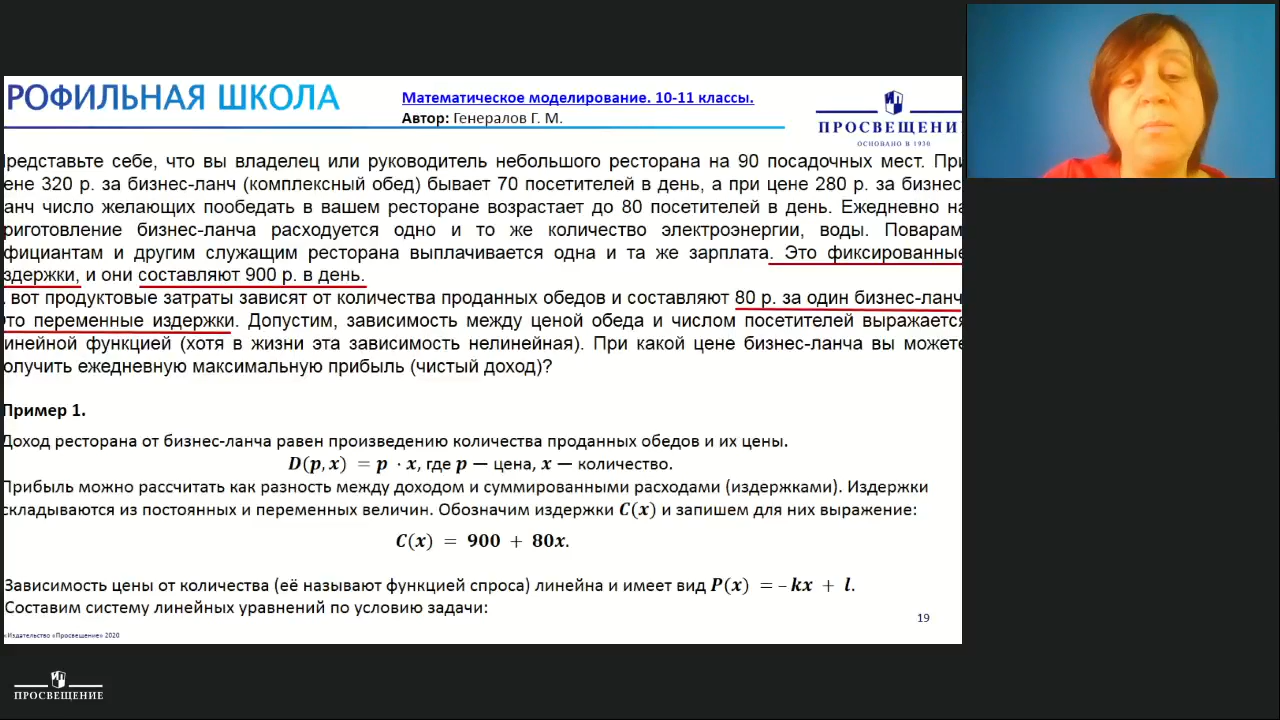 РОФИЛЬНАЯ ШКОЛА
Математическое моделирование. 10-11 классы.
Автор: Генералов Г. М.
ПРОСВЕЩЕНИ
ОСНОВАНО В 1930
редставьте себе, что вы владелец или руководитель небольшого ресторана на 90 посадочных мест. При
ене 320 р. за бизнес-ланч (комплексный обед) бывает 70 посетителей в день, а при цене 280 р. за бизнес-
анч число желающих пообедать в вашем ресторане возрастает до 80 посетителей в день. Ежедневно на
риготовление бизнес-ланча расходуется одно и то же количество электроэнергии, воды. Поварам,
фициантам и другим служащим ресторана выплачивается одна и та же зарплата. Это фиксированные
здержки, и они составляют 900 р. в день.
вот продуктовые затраты зависят от количества проданных обедов и составляют 80 р. за один бизнес-ланч
то переменные издержки. Допустим, зависимость между ценой обеда и числом посетителей выражается
инейной функцией (хотя в жизни эта зависимость нелинейная). При какой цене бизнес-ланча вы можете
олучить ежедневную максимальную прибыль (чистый доход)?
Пример 1.
Доход ресторана от бизнес-ланча равен произведению количества проданных обедов и их цены.
D(p, x) = p · x, где p — цена, x — количество.
Прибыль можно рассчитать как разность между доходом и суммированными расходами (издержками). Издержки
складываются из постоянных и переменных величин. Обозначим издержки C(x) и запишем для них выражение:
C(x) = 900 + 80x.
Зависимость цены от количества (её называют функцией спроса) линейна и имеет вид P(x) = – kx + l.
Составим систему линейных уравнений по условию задачи:
19
«Издательство «Просвещение» 2020
ПРОСВЕЩЕНИЕ